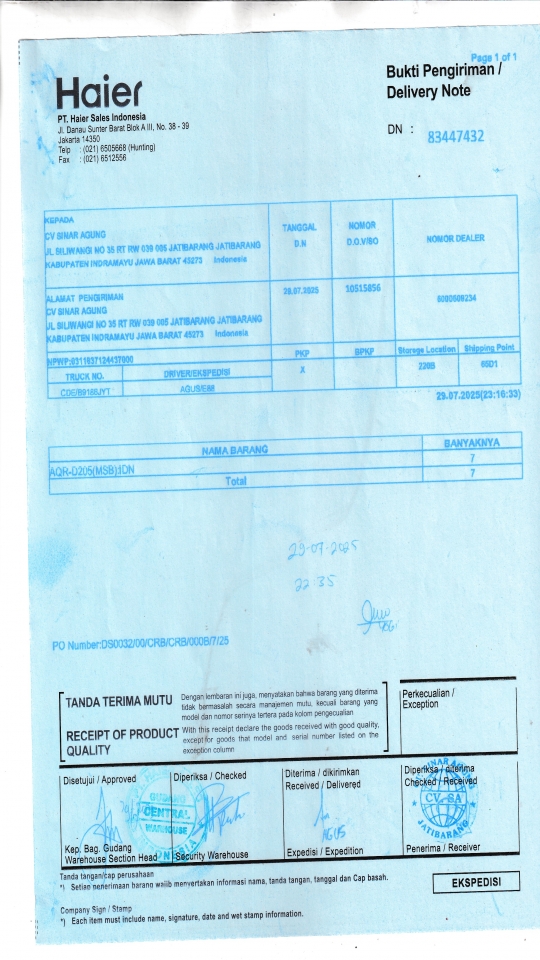 Page 1 of 1
Haier
Bukti Pengiriman /
Delivery Note
PT. Haier Sales Indonesia
Jl. Danau Sunter Barat Blok A III, No. 38 - 39
Jakarta 14350
Telp : (021) 6505668 (Hunting)
Fax : (021) 6512556
DN : 83447432
KEPADA
CV SINAR AGUNG
JL SILIWANGI NO 35 RT RW 039 005 JATIBARANG JATIBARANG
KABUPATEN INDRAMAYU JAWA BARAT 45273 Indonesia
TANGGAL
D.N
NOMOR
D.O.V/SO
NOMOR DEALER
ALAMAT PENGIRIMAN
CV SINAR AGUNG
JL SILIWANGI NO 35 RT RW 039 005 JATIBARANG JATIBARANG
KABUPATEN INDRAMAYU JAWA BARAT 45273 Indonesia
29.07.2025
10515856
NPWP:0311837124437000
PKP
BPKP
Storage Location
Shipping Point
TRUCK NO.
DRIVER/EKSPEDISI
X
220B
65D1
29.07.2025(23:16:33)
NAMA BARANG
BANYAKNYA
AQR-D205(MSB):IDN
7
Total
7
29-07-2025
22:35
PO Number:DS0032/00/CRB/CRB/000B/7/25
TANDA TERIMA MUTU
Dengan lembaran ini juga, menyatakan bahwa barang yang diterima
tidak bermasalah secara manajemen mutu, kecuali barang yang
model dan nomor serinya tertera pada kolom pengecualian
RECEIPT OF PRODUCT
QUALITY
With this receipt declare the goods received with good quality,
except for goods that model and serial number listed on the
exception column
Perkecualian /
Exception
Disetujui / Approved
Diperiksa / Checked
Diterima / dikirimkan
Received / Delivered
Diperiksa / diterima
Checked / Received
GUDANG
CENTRAL
WAREHOUSE
SINAR AGUNG
CV. SA
JATIBARANG
AGUS
Kep. Bag. Gudang
Warehouse Section Head
Security Warehouse
Expedisi / Expedition
Penerima / Receiver
Tanda tangan/cap perusahaan
*) Setiap penerimaan barang wajib menyertakan informasi nama, tanda tangan, tanggal dan Cap basah.
EKSPEDISI
Company Sign / Stamp
*) Each item must include name, signature, date and wet stamp information.